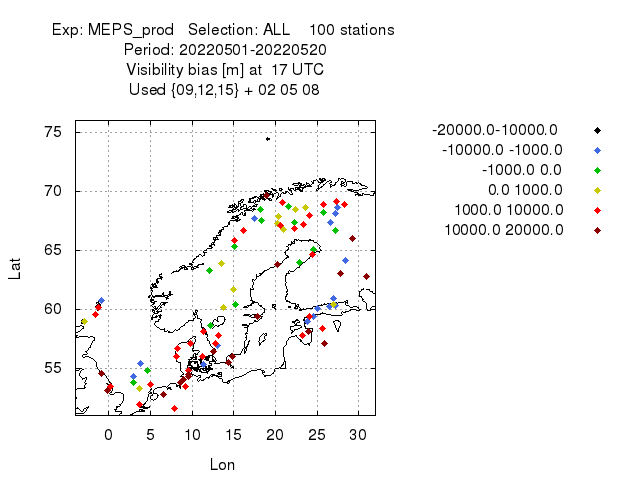 Exp: MEPS_prod   Selection: ALL    100 stations
Period: 20220501-20220520
Visibility bias [m] at  17 UTC
Used {09,12,15} + 02 05 08
-20000.0-10000.0
-10000.0 -1000.0
-1000.0 0.0
0.0 1000.0
1000.0 10000.0
10000.0 20000.0
Lat
75
70
65
60
55
0 5 10 15 20 25 30
Lon